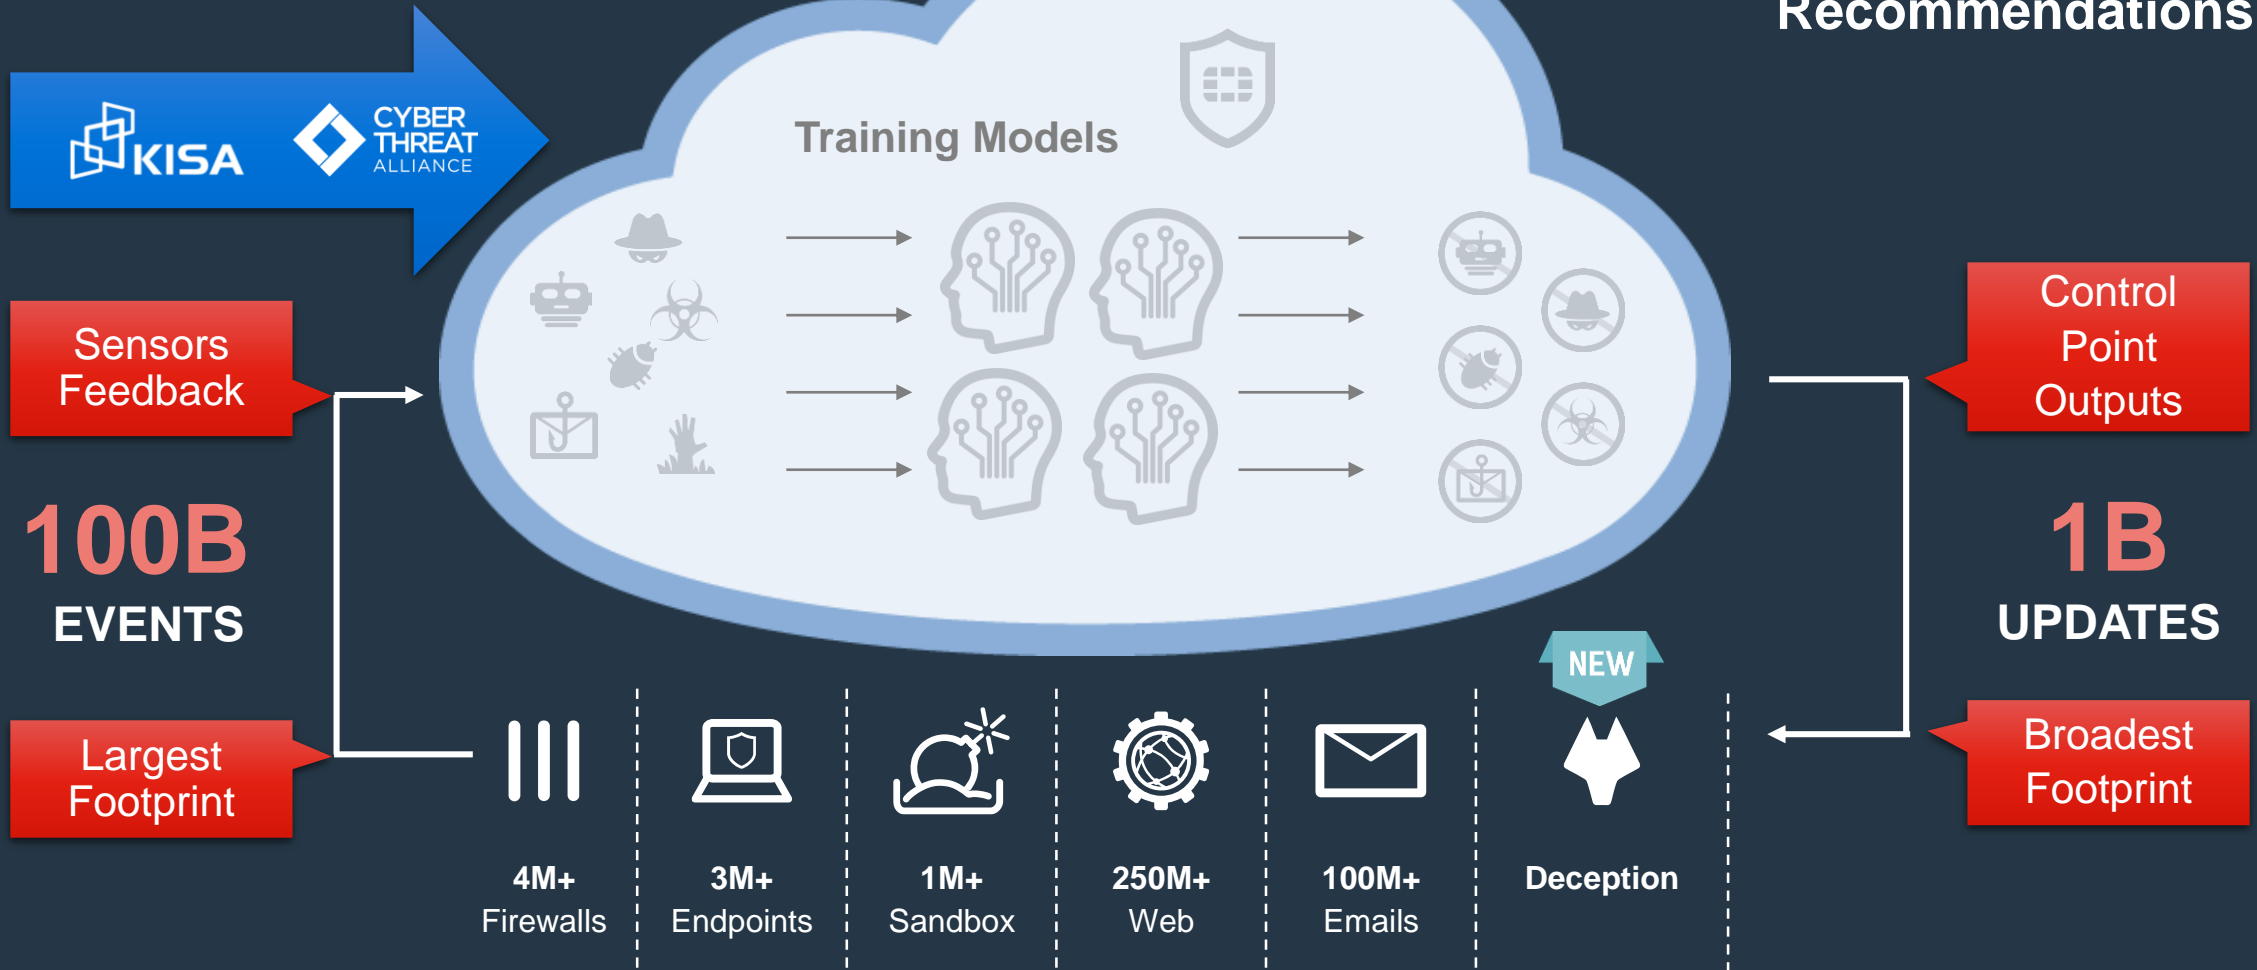 Recommendations
KISA
CYBER
THREAT
ALLIANCE
Training Models
Sensors
Feedback
100B
EVENTS
Largest
Footprint
Control
Point
Outputs
1B
UPDATES
Broadest
Footprint
NEW
4M+
Firewalls
3M+
Endpoints
1M+
Sandbox
250M+
Web
100M+
Emails
Deception